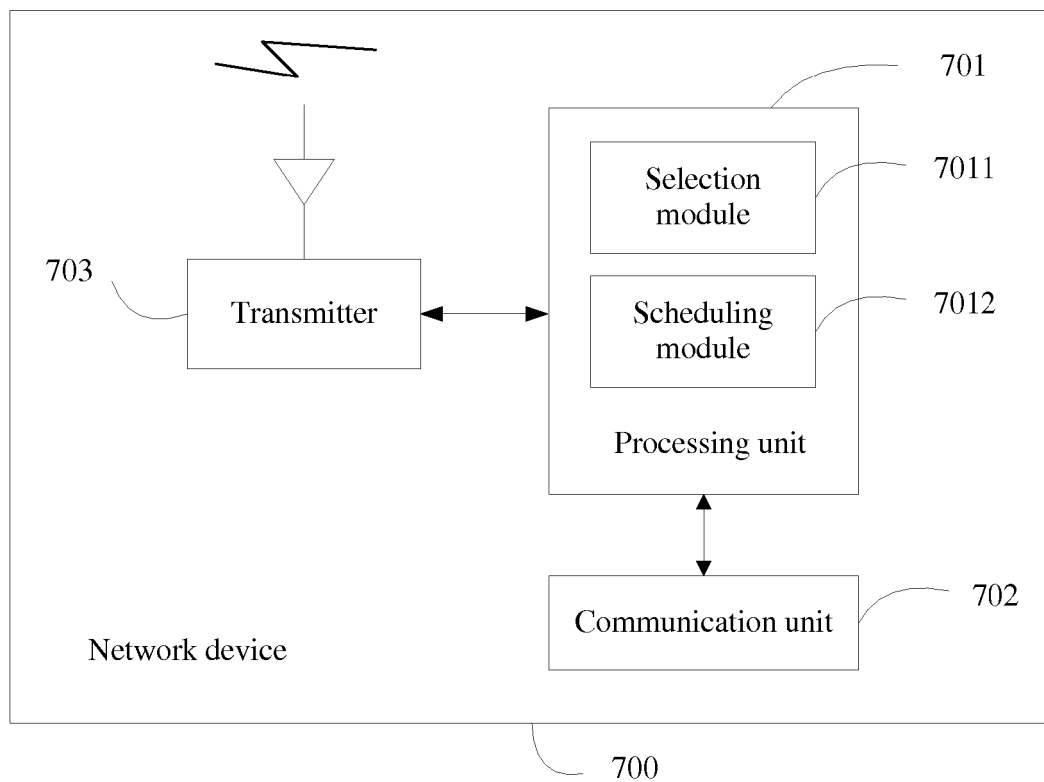 701
Selection
module
7011
703
Transmitter
Scheduling
module
7012
Processing unit
Communication unit
702
Network device
700